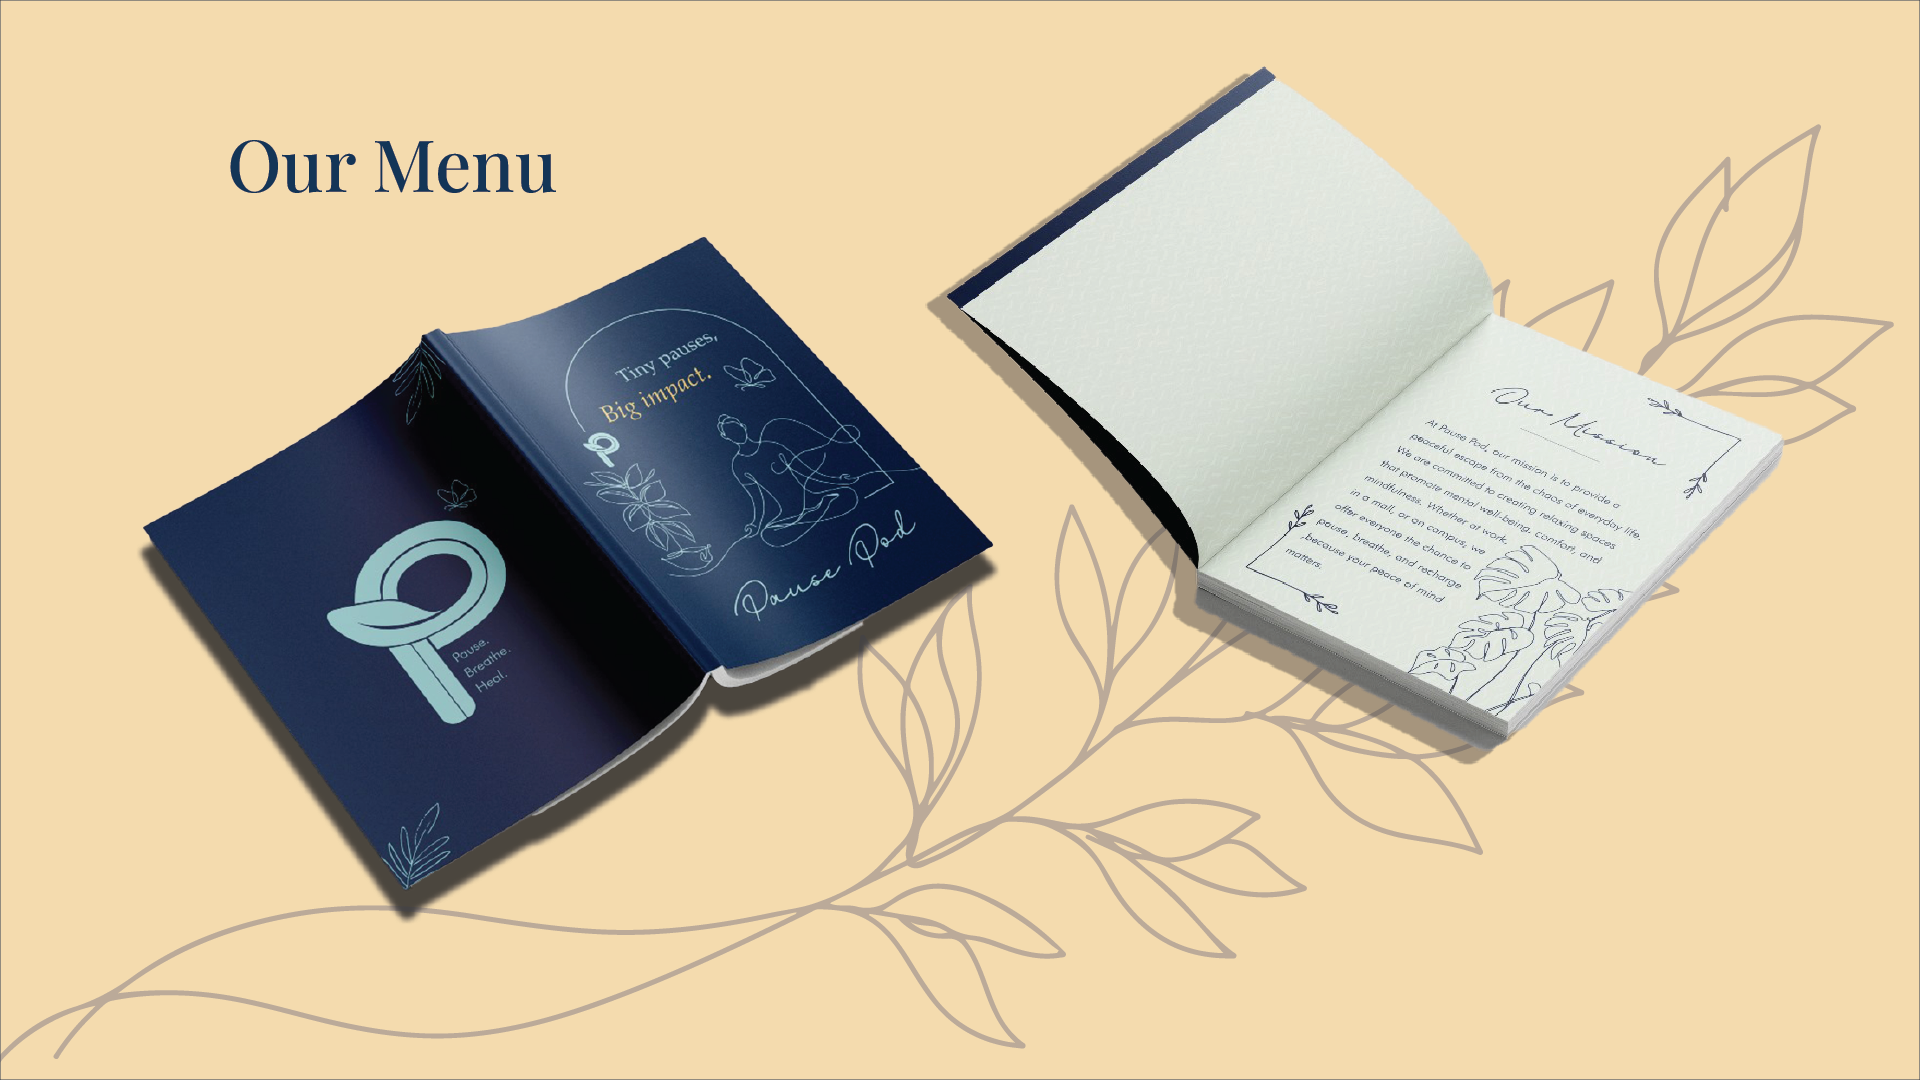 Our Menu
Tiny pauses,
Big impact.
Pause Pod
Pause.
Breathe.
Heal.
Our Mission
At Pause Pod, our mission is to provide a
peaceful escape from the chaos of everyday life.
We are committed to creating relaxing spaces
that promote mental well-being, comfort, and
mindfulness. Whether at work,
in a mall, or on campus, we
offer everyone the chance to
pause, breathe, and recharge
because your peace of mind
matters.